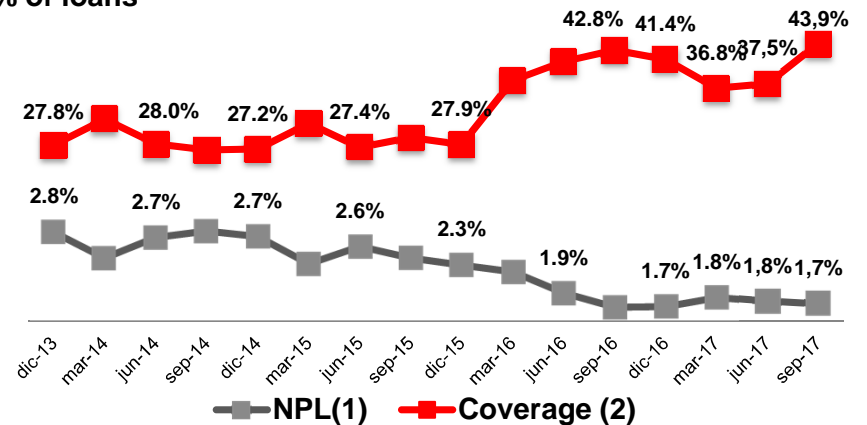 % of loans
42.8% 41.4% 43,9%
36.8% 37,5%
27.8% 28.0% 27.2% 27.4% 27.9%
2.8% 2.7% 2.7% 2.6% 2.3% 1.9% 1.7% 1.8% 1,8% 1,7%
dic-13 mar-14 jun-14 sep-14 dic-14 mar-15 jun-15 sep-15 dic-15 mar-16 jun-16 sep-16 dic-16 mar-17 jun-17 sep-17
NPL(1) Coverage (2)